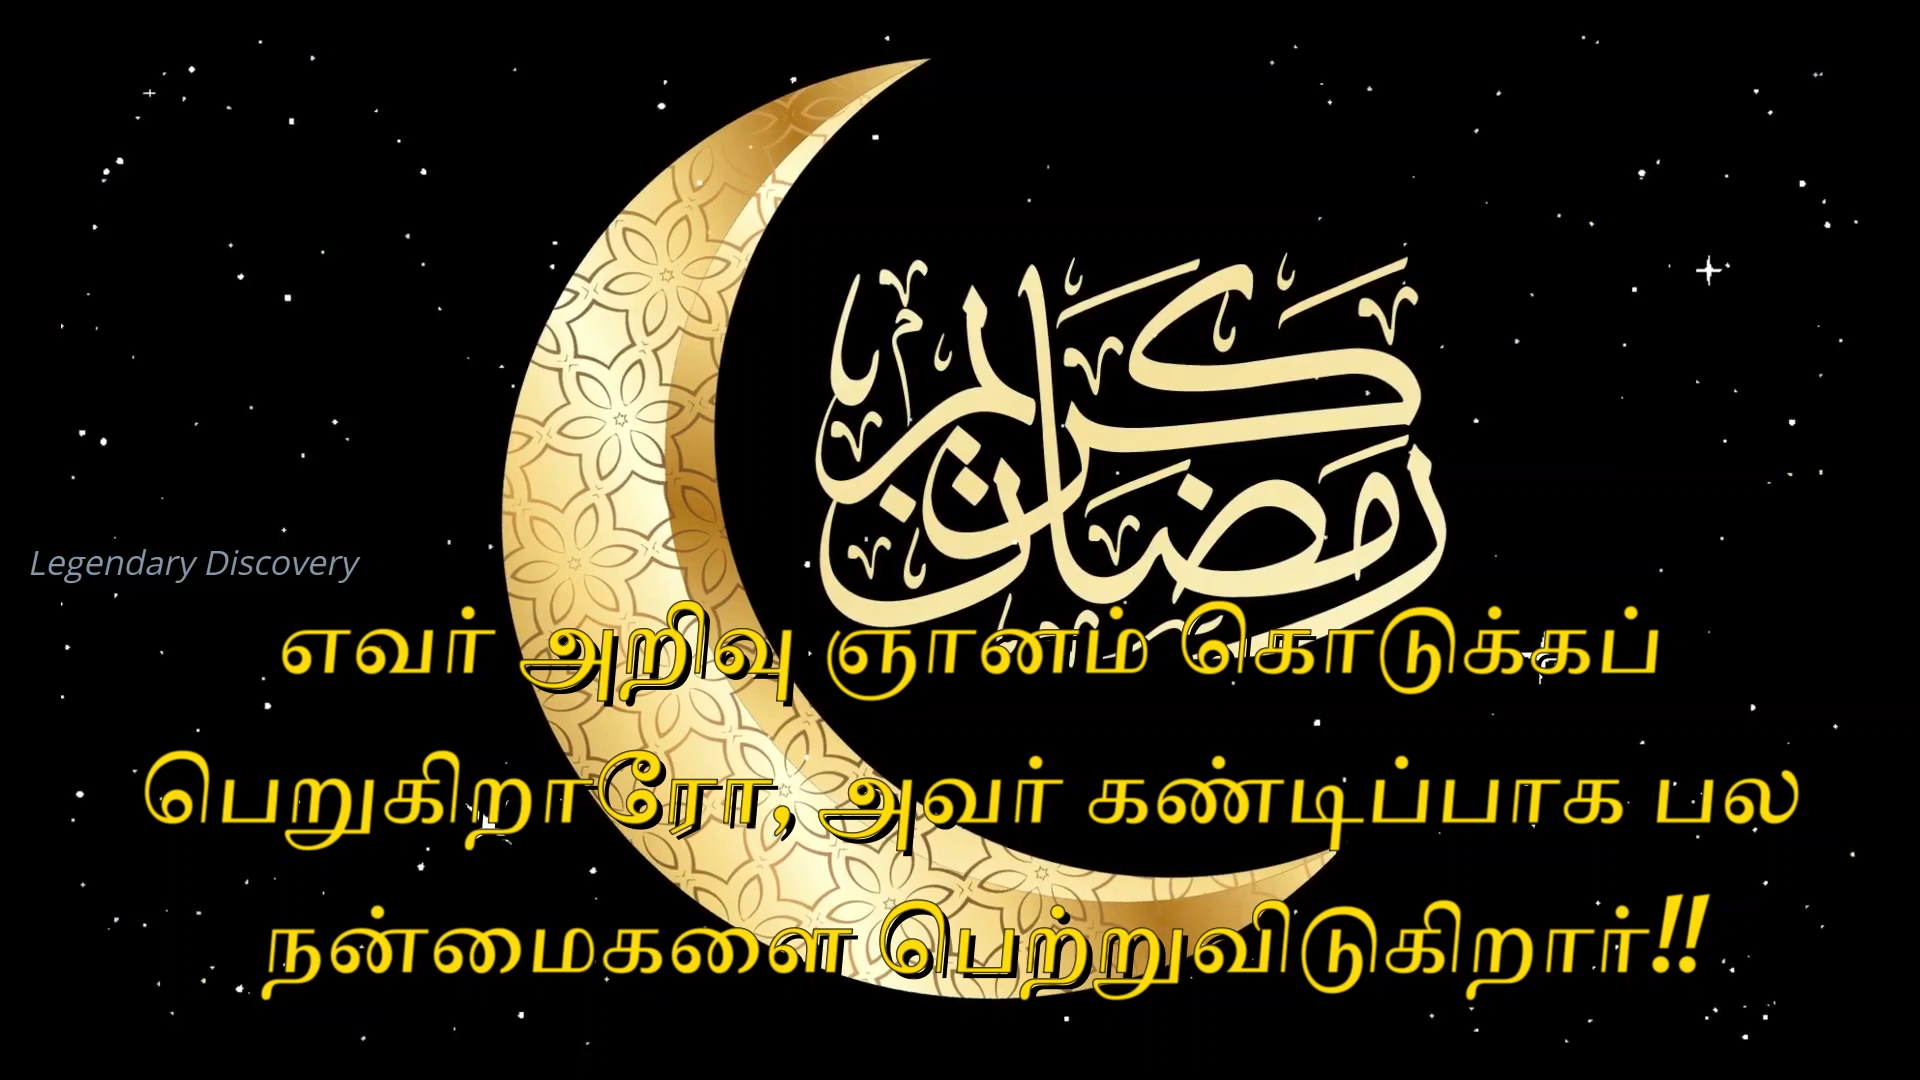 رمضان كريم
Legendary Discovery
எவர் அறிவு ஞானம் கொடுக்கப்
பெறுகிறாரோ, அவர் கண்டிப்பாக பல
நன்மைகளை பெற்றுவிடுகிறார்!!